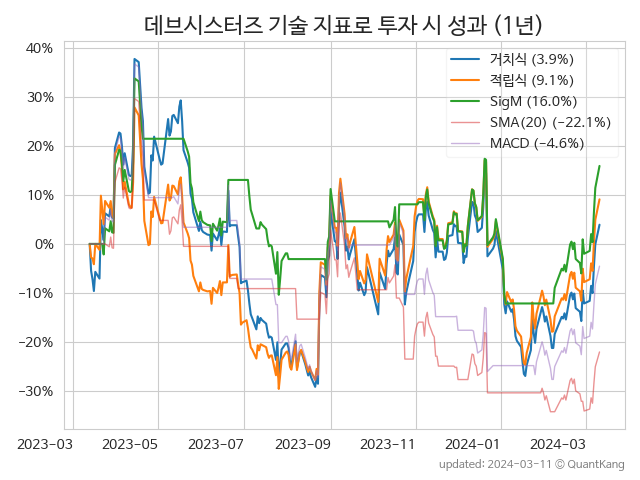 데브시스터즈 기술 지표로 투자 시 성과 (1년)
거치식 (3.9%)
적립식 (9.1%)
SigM (16.0%)
SMA(20) (−22.1%)
MACD (−4.6%)
40%
30%
20%
10%
0%
−10%
−20%
−30%
2023-03 2023-05 2023-07 2023-09 2023-11 2024-01 2024-03
updated: 2024-03-11 © QuantKang